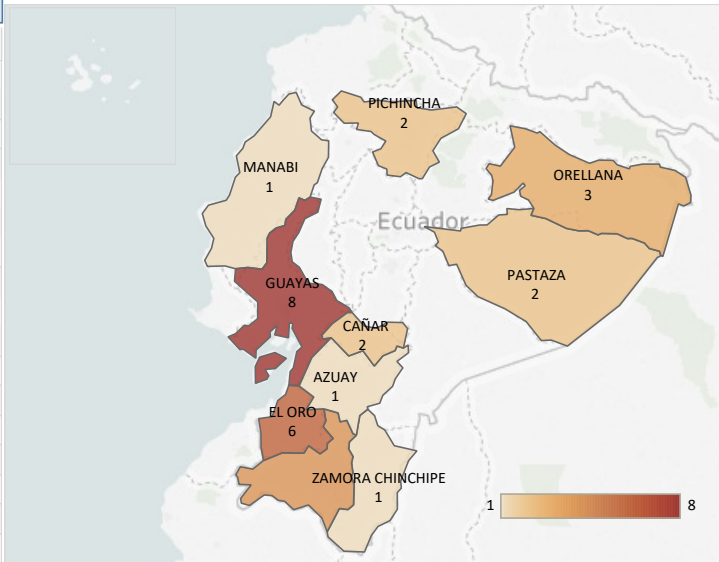 PICHINCHA
2
MANABI
1
ORELLANA
3
Ecuador
GUAYAS
8
PASTAZA
2
CAÑAR
2
AZUAY
1
EL ORO
6
ZAMORA CHINCHIPE
1
1
8